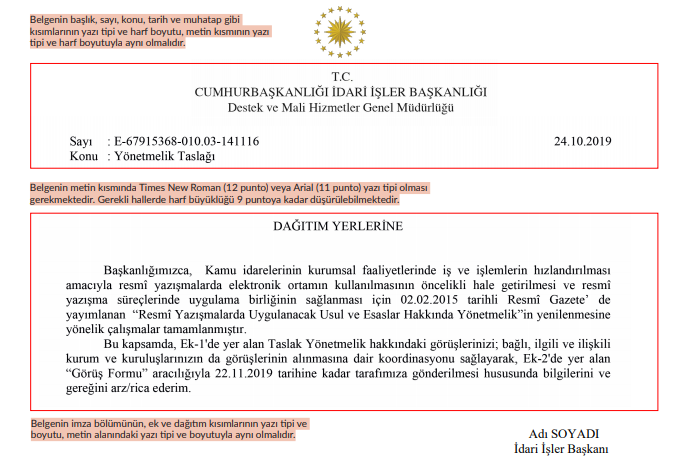 Belgenin başlık, sayı, konu, tarih ve muhatap gibi
kısımlarının yazı tipi ve harf boyutu, metin kısmının yazı
tipi ve harf boyutuyla aynı olmalıdır.
T.C.
CUMHURBAŞKANLIĞI İDARİ İŞLER BAŞKANLIĞI
Destek ve Mali Hizmetler Genel Müdürlüğü
Sayı : E-67915368-010.03-141116 24.10.2019
Konu : Yönetmelik Taslağı
Belgenin metin kısmında Times New Roman (12 punto) veya Arial (11 punto) yazı tipi olması
gerekmektedir. Gerekli hallerde harf büyüklüğü 9 puntoya kadar düşürülebilmektedir.
DAĞITIM YERLERİNE
Başkanlığımızca, Kamu idarelerinin kurumsal faaliyetlerinde iş ve işlemlerin hızlandırılması
amacıyla resmî yazışmalarda elektronik ortamın kullanılmasının öncelikli hale getirilmesi ve resmî
yazışma süreçlerinde uygulama birliğinin sağlanması için 02.02.2015 tarihli Resmî Gazete’ de
yayımlanan “Resmî Yazışmalarda Uygulanacak Usul ve Esaslar Hakkında Yönetmelik”in yenilenmesine
yönelik çalışmalar tamamlanmıştır.
Bu kapsamda, Ek-1'de yer alan Taslak Yönetmelik hakkındaki görüşlerinizi; bağlı, ilgili ve ilişkili
kurum ve kuruluşlarınızın da görüşlerinin alınmasına dair koordinasyonu sağlayarak, Ek-2'de yer alan
“Görüş Formu” aracılığıyla 22.11.2019 tarihine kadar tarafımıza gönderilmesi hususunda bilgilerini ve
gereğini arz/rica ederim.
Belgenin imza bölümünün, ek ve dağıtım kısımlarının yazı tipi ve
boyutu, metin alanındaki yazı tipi ve boyutuyla aynı olmalıdır.
Adı SOYADI
İdari İşler Başkanı